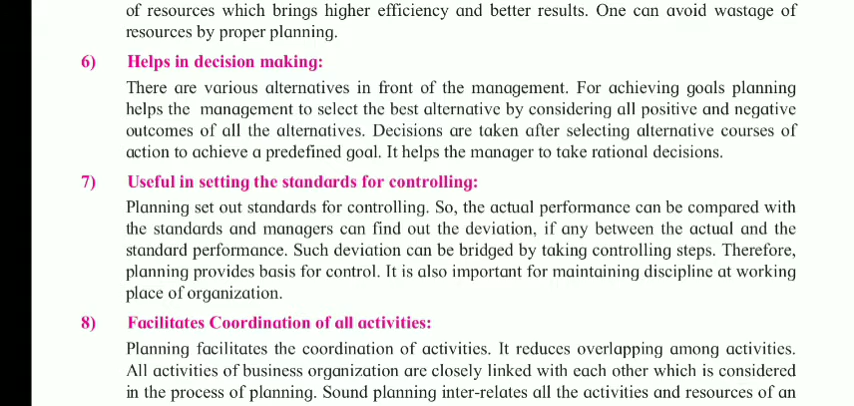 of resources which brings higher efficiency and better results. One can avoid wastage of
resources by proper planning.
6) Helps in decision making:
There are various alternatives in front of the management. For achieving goals planning
helps the management to select the best alternative by considering all positive and negative
outcomes of all the alternatives. Decisions are taken after selecting alternative courses of
action to achieve a predefined goal. It helps the manager to take rational decisions.
7) Useful in setting the standards for controlling:
Planning set out standards for controlling. So, the actual performance can be compared with
the standards and managers can find out the deviation, if any between the actual and the
standard performance. Such deviation can be bridged by taking controlling steps. Therefore,
planning provides basis for control. It is also important for maintaining discipline at working
place of organization.
8) Facilitates Coordination of all activities:
Planning facilitates the coordination of activities. It reduces overlapping among activities.
All activities of business organization are closely linked with each other which is considered
in the process of planning. Sound planning inter-relates all the activities and resources of an